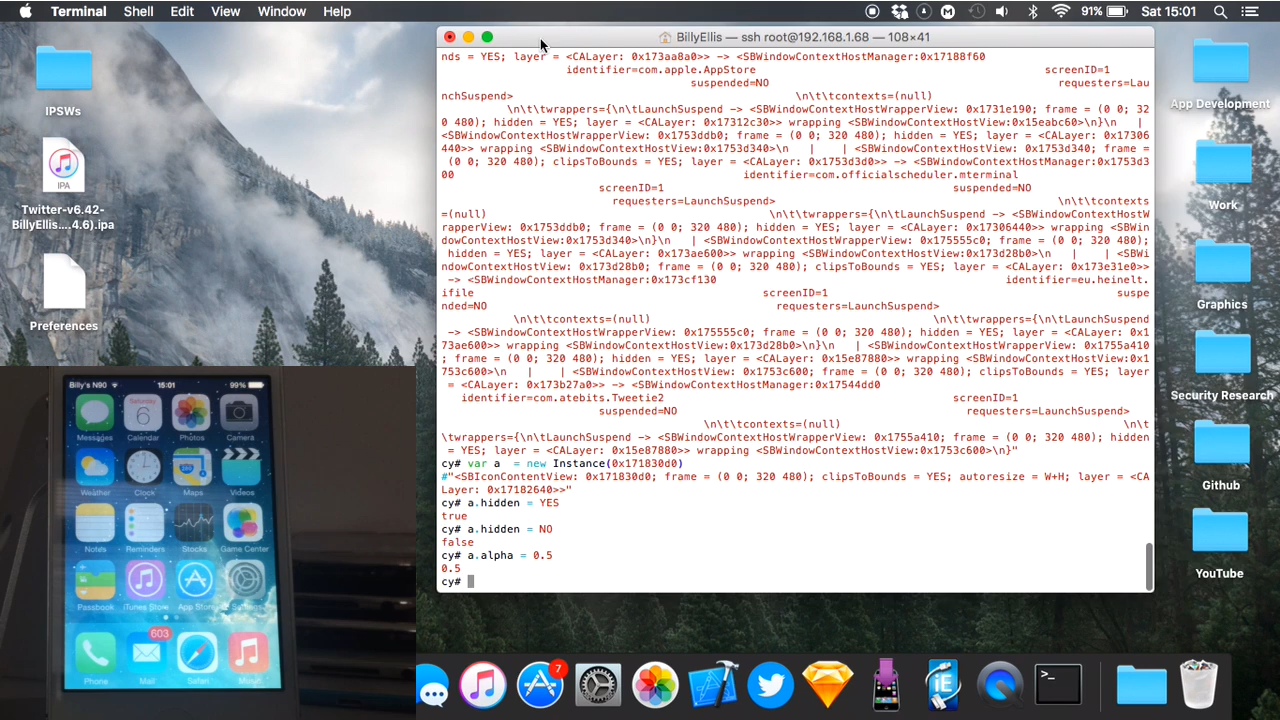 Terminal Shell Edit View Window Help 91% Sat 15:01
BillyEllis — ssh root@192.168.1.68 — 108×41
nds = YES; layer = <CALayer: 0x173aa8a0>> -> <SBWindowContextHostManager:0x17188f60
identifier=com.apple.AppStore screenID=1
suspended=NO requesters=Lau
nchSuspend> \n\t\tcontexts=(null)
\n\t\twrappers={\n\tLaunchSuspend -> <SBWindowContextHostWrapperView: 0x1731e190; frame = (0 0; 32
0 480); hidden = YES; layer = <CALayer: 0x17312c30>> wrapping <SBWindowContextHostView:0x15eabc60>\n}\n |
<SBWindowContextHostWrapperView: 0x1753ddb0; frame = (0 0; 320 480); hidden = YES; layer = <CALayer: 0x17306
440>> wrapping <SBWindowContextHostView:0x1753d340>\n | | <SBWindowContextHostView: 0x1753d340; frame =
(0 0; 320 480); clipsToBounds = YES; layer = <CALayer: 0x1753d3d0>> -> <SBWindowContextHostManager:0x1753d3
00 identifier=com.officialscheduler.mterminal
screenID=1 suspended=NO
requesters=LaunchSuspend> \n\t\tcontexts
=(null) \n\t\twrappers={\n\tLaunchSuspend -> <SBWindowContextHostW
rapperView: 0x1753ddb0; frame = (0 0; 320 480); hidden = YES; layer = <CALayer: 0x17306440>> wrapping <SBWin
dowContextHostView:0x1753d340>\n}\n | <SBWindowContextHostWrapperView: 0x175555c0; frame = (0 0; 320 480);
hidden = YES; layer = <CALayer: 0x173ae600>> wrapping <SBWindowContextHostView:0x173d28b0>\n | | <SBWi
ndowContextHostView: 0x173d28b0; frame = (0 0; 320 480); clipsToBounds = YES; layer = <CALayer: 0x173e31e0>>
-> <SBWindowContextHostManager:0x173cf130 identifier=eu.heinelt.
ifile screenID=1 suspe
nded=NO requesters=LaunchSuspend>
\n\t\tcontexts=(null) \n\t\twrappers={\n\tLaunchSuspend
-> <SBWindowContextHostWrapperView: 0x175555c0; frame = (0 0; 320 480); hidden = YES; layer = <CALayer: 0x1
73ae600>> wrapping <SBWindowContextHostView:0x173d28b0>\n}\n | <SBWindowContextHostWrapperView: 0x1755a410
; frame = (0 0; 320 480); hidden = YES; layer = <CALayer: 0x15e87880>> wrapping <SBWindowContextHostView:0x1
753c600>\n | | <SBWindowContextHostView: 0x1753c600; frame = (0 0; 320 480); clipsToBounds = YES; layer
= <CALayer: 0x173b27a0>> -> <SBWindowContextHostManager:0x17544dd0
identifier=com.atebits.Tweetie2 screenID=1
suspended=NO requesters=LaunchSuspend>
\n\t\tcontexts=(null) \n\t
\twrappers={\n\tLaunchSuspend -> <SBWindowContextHostWrapperView: 0x1755a410; frame = (0 0; 320 480); hidden
= YES; layer = <CALayer: 0x15e87880>> wrapping <SBWindowContextHostView:0x1753c600>\n}"
cy# var a = new Instance(0x171830d0)
#"<SBIconContentView: 0x171830d0; frame = (0 0; 320 480); clipsToBounds = YES; autoresize = W+H; layer = <CA
Layer: 0x17182640>>"
cy# a.hidden = YES
true
cy# a.hidden = NO
false
cy# a.alpha = 0.5
0.5
cy#
IPSWs
IPA
Twitter-v6.42-
BillyEllis....4.6).ipa
Preferences
App Development
Work
Graphics
Security Research
Github
YouTube
Billy's N90 15:01 99%
Saturday
6
Messages Calendar Photos Camera
Weather Clock Maps Videos
Notes Reminders Stocks Game Center
Passbook iTunes Store App Store Settings
603
Phone Mail Safari Music
7
iE
>_